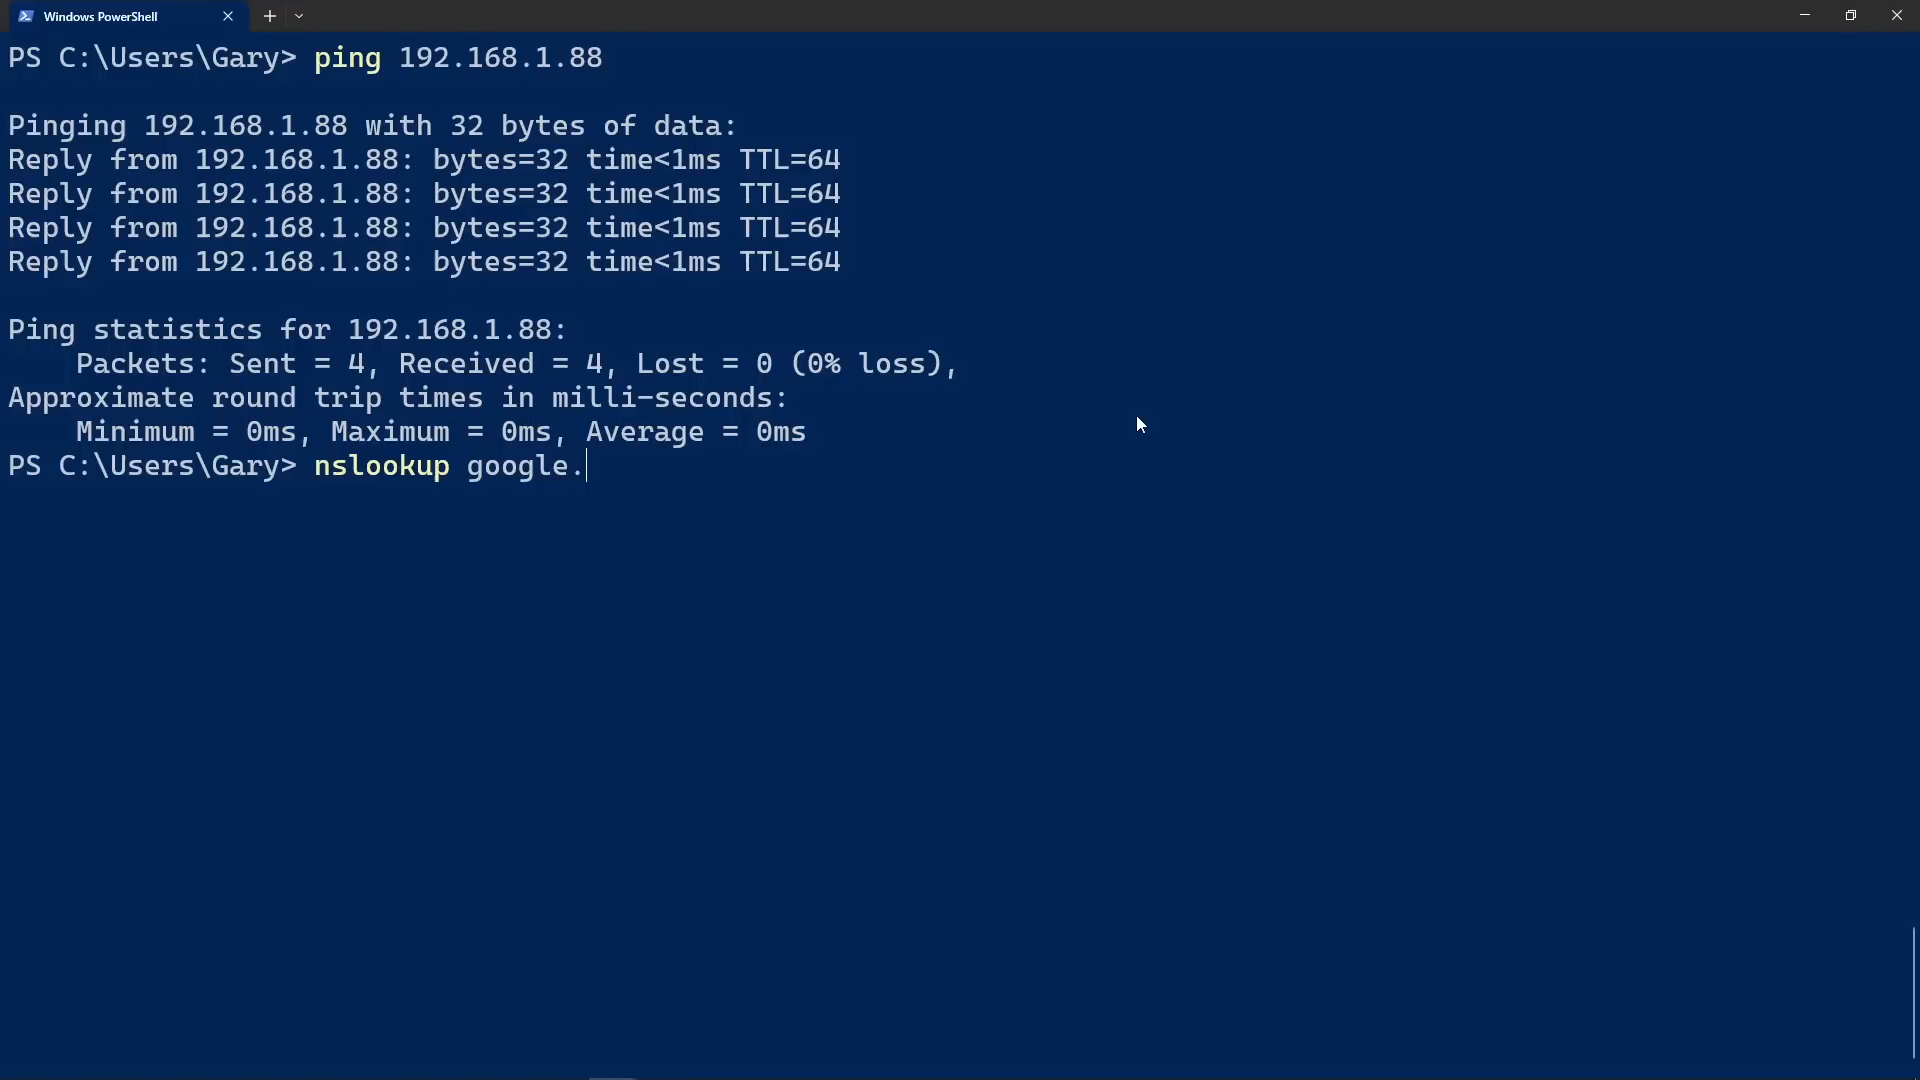 Windows PowerShell
PS C:\Users\Gary> ping 192.168.1.88
Pinging 192.168.1.88 with 32 bytes of data:
Reply from 192.168.1.88: bytes=32 time<1ms TTL=64
Reply from 192.168.1.88: bytes=32 time<1ms TTL=64
Reply from 192.168.1.88: bytes=32 time<1ms TTL=64
Reply from 192.168.1.88: bytes=32 time<1ms TTL=64
Ping statistics for 192.168.1.88:
    Packets: Sent = 4, Received = 4, Lost = 0 (0% loss),
Approximate round trip times in milli-seconds:
    Minimum = 0ms, Maximum = 0ms, Average = 0ms
PS C:\Users\Gary> nslookup google.